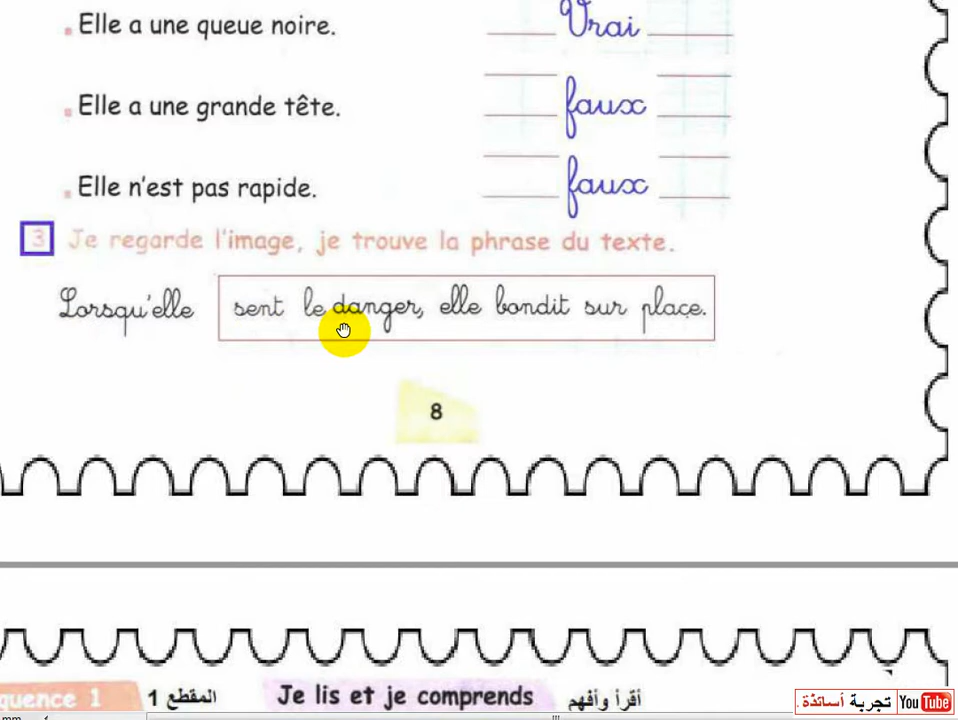 Elle a une queue noire. Vrai
Elle a une grande tête. faux
Elle n'est pas rapide. faux
3 Je regarde l'image, je trouve la phrase du texte.
Lorsqu'elle sent le danger, elle bondit sur place.
8
quence 1 المقطع 1 Je lis et je comprends أقرأ وأفهم
تجربة أساتذة. YouTube